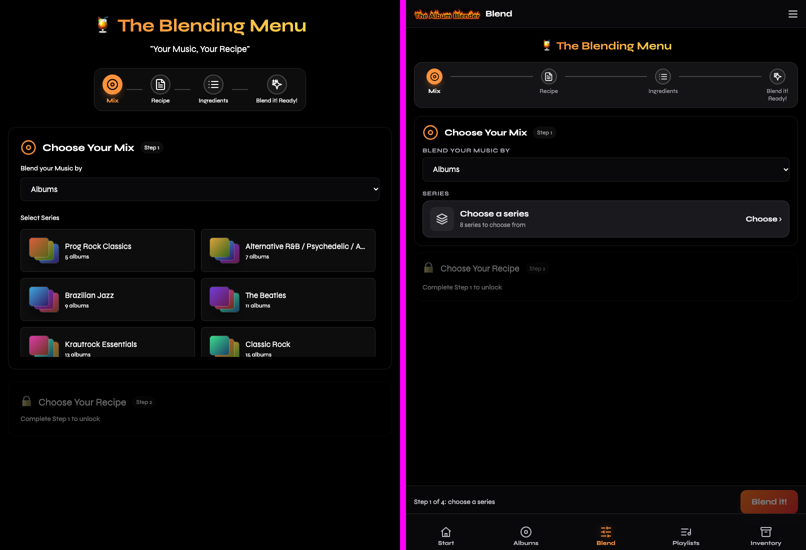 The Blending Menu
"Your Music, Your Recipe"
Mix
Recipe
Ingredients
Blend it! Ready!
Choose Your Mix
Step 1
Blend your Music by
Albums
Select Series
Prog Rock Classics
5 albums
Alternative R&B / Psychedelic / A...
7 albums
Brazilian Jazz
9 albums
The Beatles
11 albums
Krautrock Essentials
13 albums
Classic Rock
15 albums
Choose Your Recipe
Step 2
Complete Step 1 to unlock
The Album Blender
Blend
The Blending Menu
Mix
Recipe
Ingredients
Blend it!
Ready!
Choose Your Mix
Step 1
BLEND YOUR MUSIC BY
Albums
SERIES
Choose a series
8 series to choose from
Choose ›
Choose Your Recipe
Step 2
Complete Step 1 to unlock
Step 1 of 4: choose a series
Blend it!
Start
Albums
Blend
Playlists
Inventory